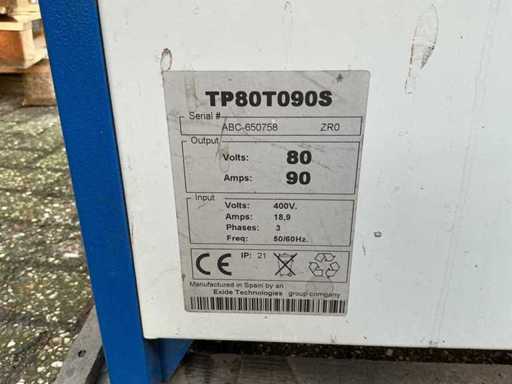 TP80T090S
Serial #
ABC-650758 ZR0
Output
Volts: 80
Amps: 90
Input
Volts: 400V.
Amps: 18,9
Phases: 3
Freq: 50/60Hz.
CE IP: 21
Manufactured in Spain by an
Exide Technologies group comgany